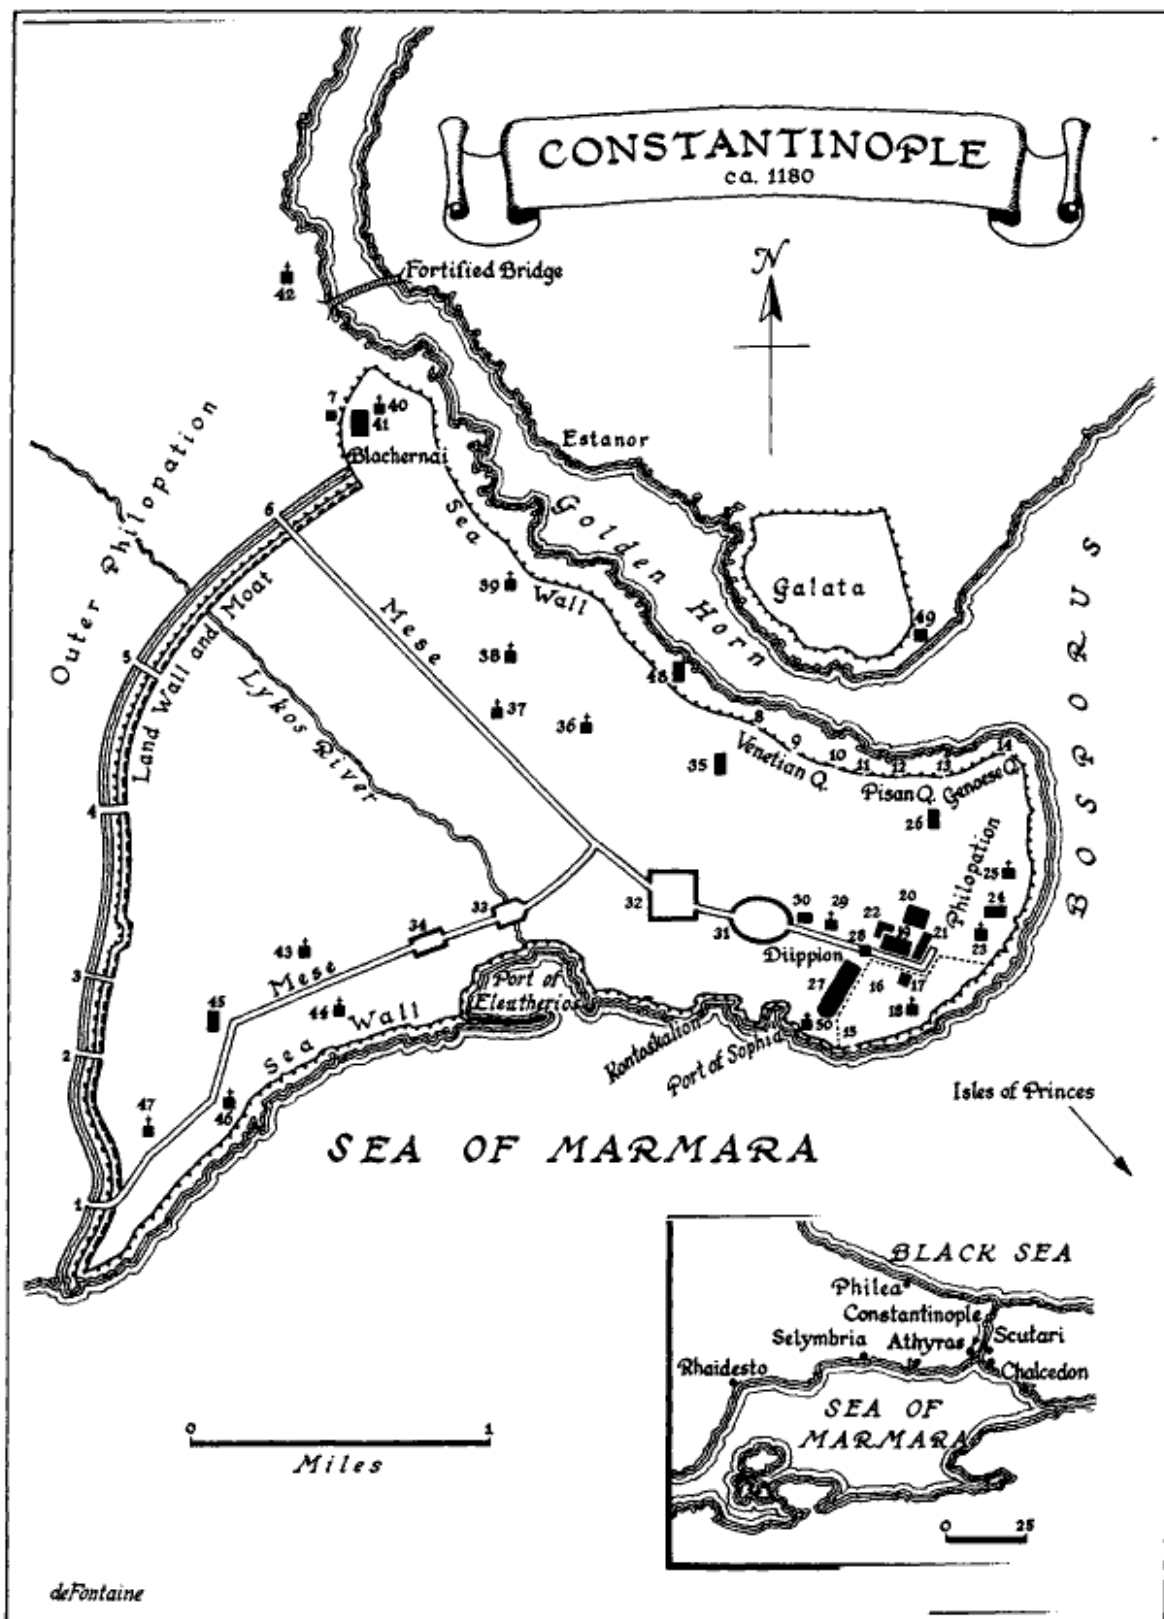 CONSTANTINOPLE
ca. 1180
N
42
Fortified Bridge
7
40
41
Blachernai
Estanor
Outer Philopation
6
Golden Horn
Galata
49
BOSPORUS
Sea Wall
39
Mese
38
48
5
Land Wall and Moat
Lykos River
37
36
8
9
10
11
12
13
14
35
Venetian Q.
Pisan Q.
Genoese Q.
26
4
Philopation
25
33
32
31
30
29
28
22
20
19
21
24
23
34
43
Diippion
27
16
17
18
15
50
3
Mese
45
44
Port of
Eleutherios
Sea Wall
Kontoskalion
Port of Sophia
2
47
46
Isles of Princes
SEA OF MARMARA
1
BLACK SEA
Philea
Constantinople
Selymbria
Athyras
Scutari
Rhaidesto
Chalcedon
SEA OF
MARMARA
0 1
Miles
0 25
deFontaine